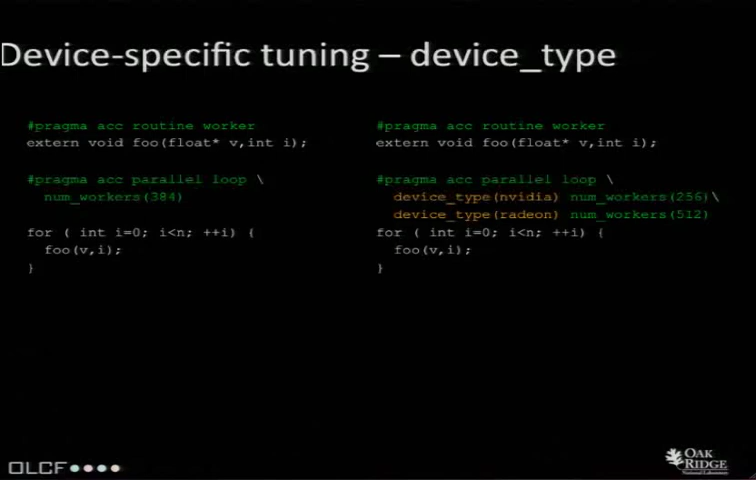 Device-specific tuning – device_type
#pragma acc routine worker
extern void foo(float* v,int i);
#pragma acc parallel loop \
num_workers(384)
for ( int i=0; i<n; ++i) {
foo(v,i);
}
#pragma acc routine worker
extern void foo(float* v,int i);
#pragma acc parallel loop \
device_type(nvidia) num_workers(256)\
device_type(radeon) num_workers(512)
for ( int i=0; i<n; ++i) {
foo(v,i);
}
OLCF
OAK
RIDGE
National Laboratory